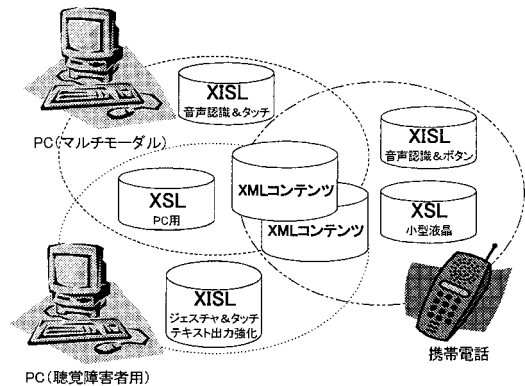 XISL
音声認識&タッチ
PC(マルチモーダル)
XISL
音声認識&ボタン
XMLコンテンツ
XMLコンテンツ
XSL
PC用
XSL
小型液晶
XISL
ジェスチャ&タッチ
テキスト出力強化
携帯電話
PC(聴覚障害者用)